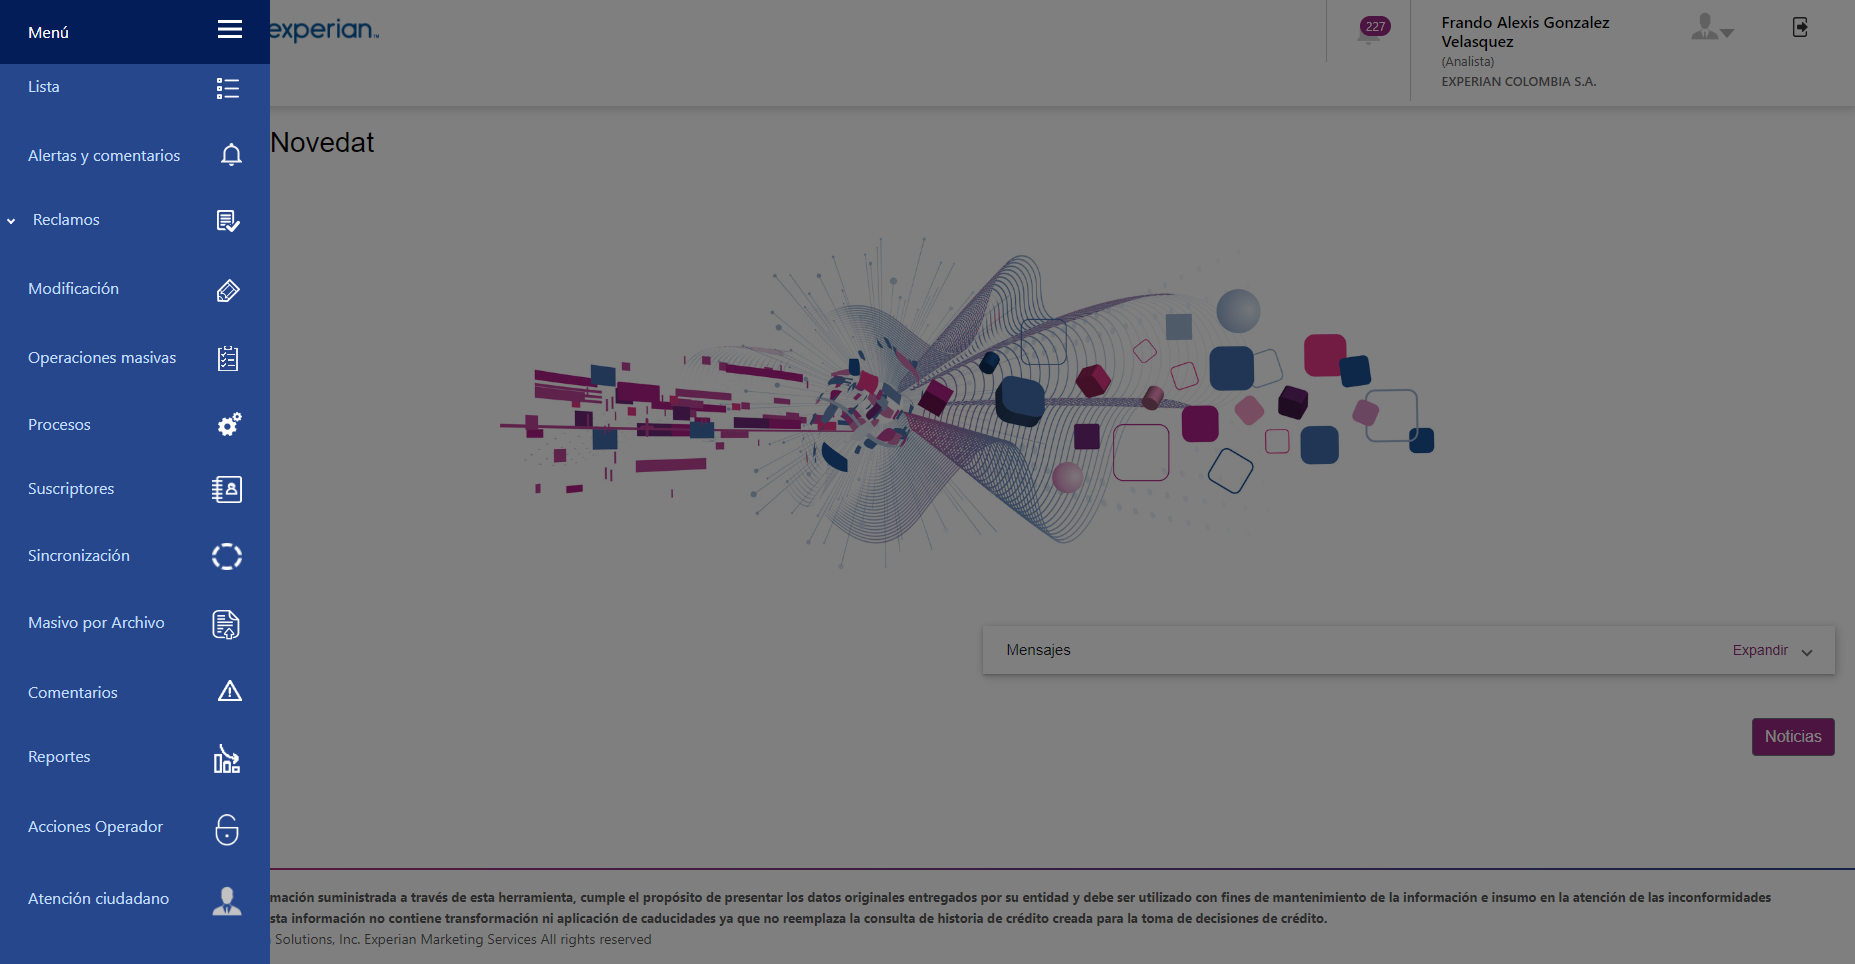 Menú
Lista
Alertas y comentarios
Reclamos
Modificación
Operaciones masivas
Procesos
Suscriptores
Sincronización
Masivo por Archivo
Comentarios
Reportes
Acciones Operador
Atención ciudadano
experian™
227
Frando Alexis Gonzalez
Velasquez
(Analista)
EXPERIAN COLOMBIA S.A.
Novedat
Mensajes
Expandir
Noticias
mación suministrada a través de esta herramienta, cumple el propósito de presentar los datos originales entregados por su entidad y debe ser utilizado con fines de mantenimiento de la información e insumo en la atención de las inconformidades
sta información no contiene transformación ni aplicación de caducidades ya que no reemplaza la consulta de historia de crédito creada para la toma de decisiones de crédito.
Solutions, Inc. Experian Marketing Services All rights reserved